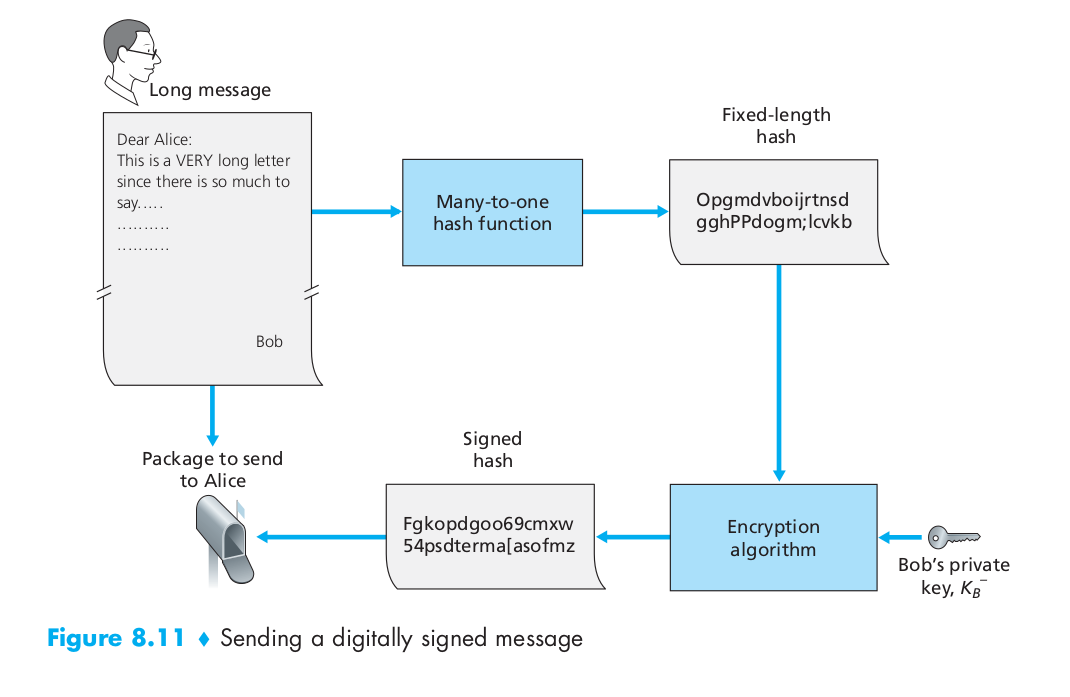 Long message
Dear Alice:
This is a VERY long letter
since there is so much to
say.....
..........
..........
Bob
Many-to-one
hash function
Fixed-length
hash
Opgmdvboijrtnsd
gghPPdogm;lcvkb
Package to send
to Alice
Signed
hash
Fgkopdgoo69cmxw
54psdterma[asofmz
Encryption
algorithm
Bob's private
key, K_B^−
Figure 8.11 ♦ Sending a digitally signed message